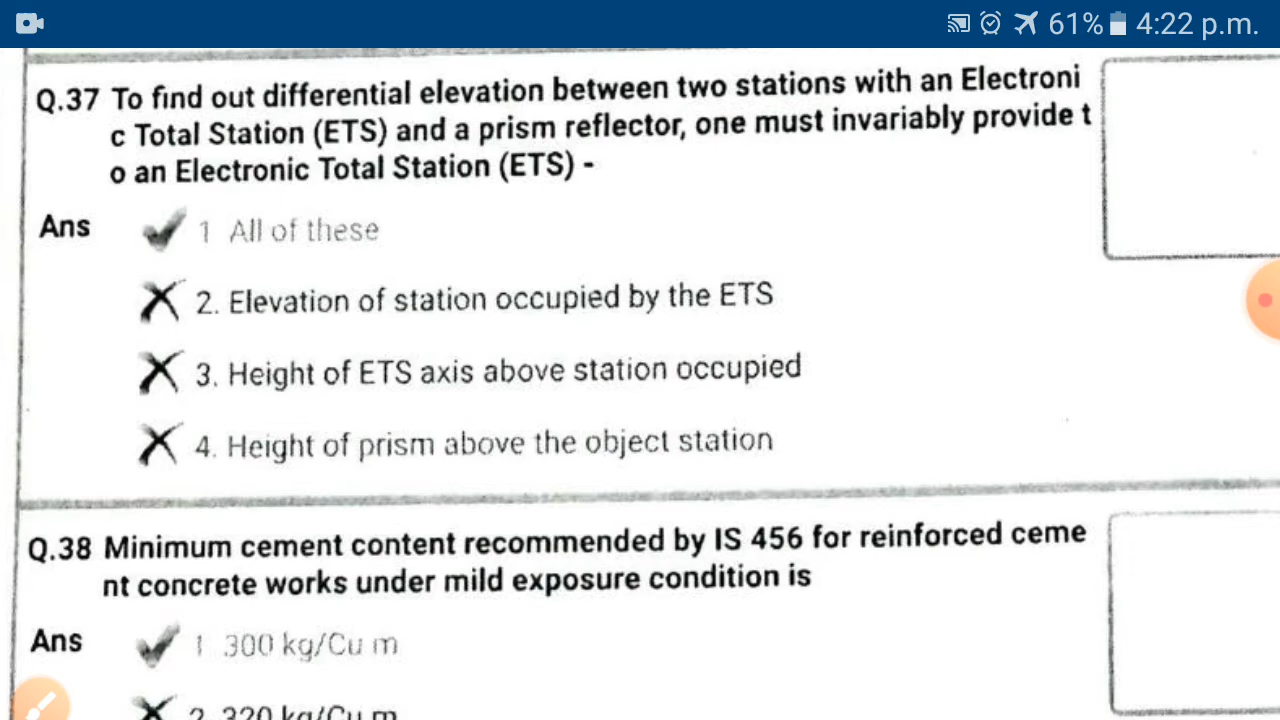 61% 4:22 p.m.
Q.37 To find out differential elevation between two stations with an Electroni
c Total Station (ETS) and a prism reflector, one must invariably provide t
o an Electronic Total Station (ETS) -
Ans 1 All of these
2. Elevation of station occupied by the ETS
3. Height of ETS axis above station occupied
4. Height of prism above the object station
Q.38 Minimum cement content recommended by IS 456 for reinforced ceme
nt concrete works under mild exposure condition is
Ans 1 300 kg/Cu m
2 320 kg/Cu m